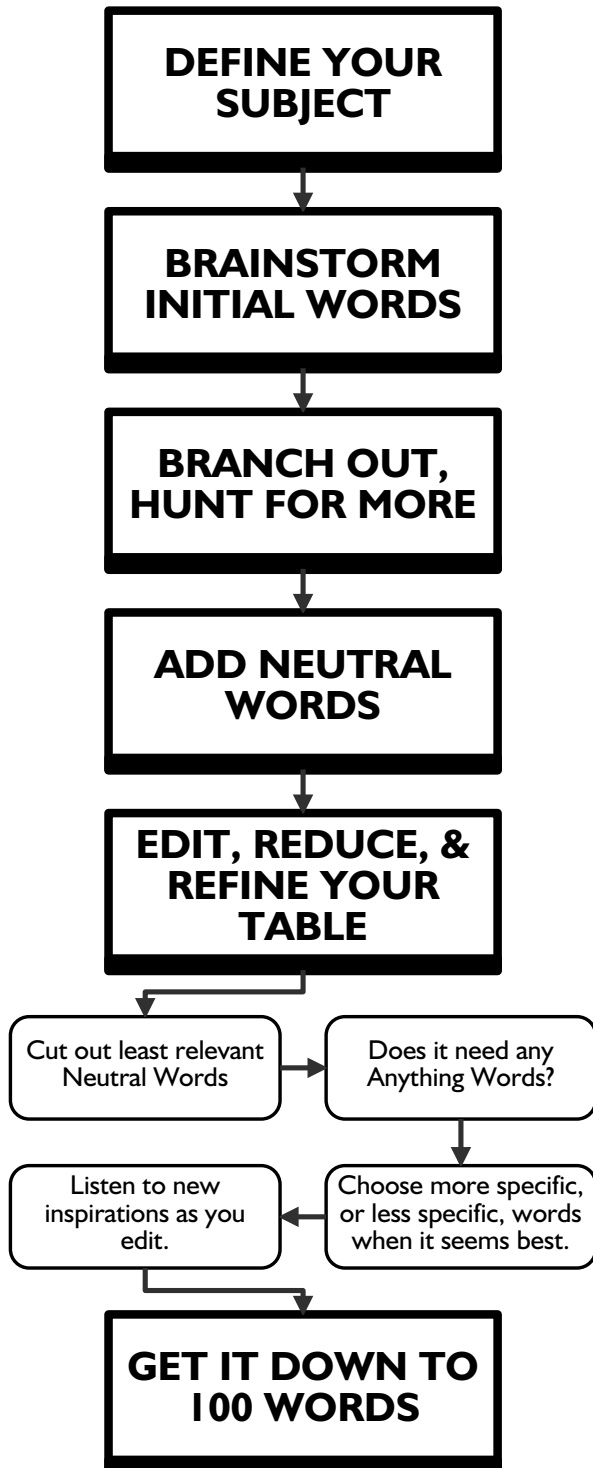 DEFINE YOUR
SUBJECT
BRAINSTORM
INITIAL WORDS
BRANCH OUT,
HUNT FOR MORE
ADD NEUTRAL
WORDS
EDIT, REDUCE, &
REFINE YOUR
TABLE
Cut out least relevant
Neutral Words
Does it need any
Anything Words?
Choose more specific,
or less specific, words
when it seems best.
Listen to new
inspirations as you
edit.
GET IT DOWN TO
100 WORDS